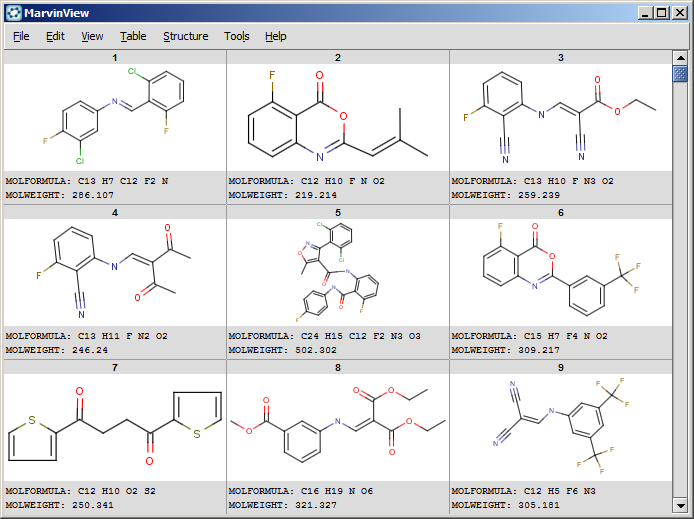 MarvinView
File Edit View Table Structure Tools Help
1 2 3
Cl N F Cl F
F O O N
F N N O O N
MOLFORMULA: C13 H7 Cl2 F2 N
MOLWEIGHT: 286.107
MOLFORMULA: C12 H10 F N O2
MOLWEIGHT: 219.214
MOLFORMULA: C13 H10 F N3 O2
MOLWEIGHT: 259.239
4 5 6
F N N O O
Cl Cl N O O N N O F F
F O O N F F F
MOLFORMULA: C13 H11 F N2 O2
MOLWEIGHT: 246.24
MOLFORMULA: C24 H15 Cl2 F2 N3 O3
MOLWEIGHT: 502.302
MOLFORMULA: C15 H7 F4 N O2
MOLWEIGHT: 309.217
7 8 9
S O O S
O O N O O O O
N N N F F F F F F
MOLFORMULA: C12 H10 O2 S2
MOLWEIGHT: 250.341
MOLFORMULA: C16 H19 N O6
MOLWEIGHT: 321.327
MOLFORMULA: C12 H5 F6 N3
MOLWEIGHT: 305.181